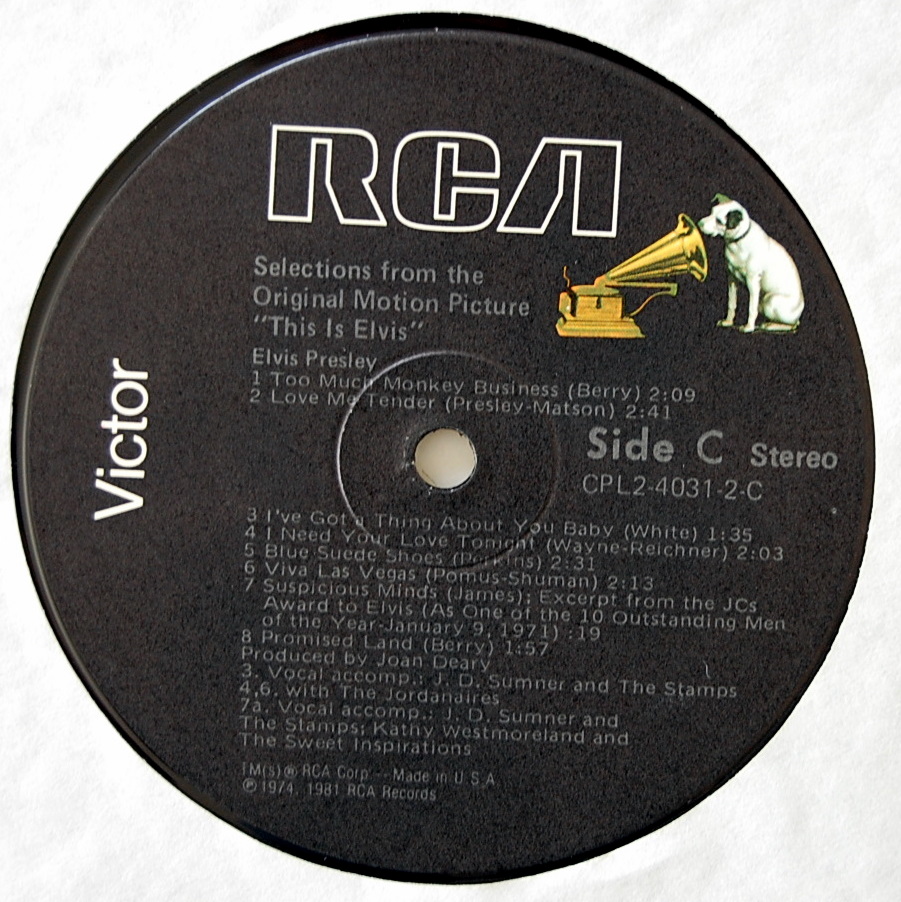 RCA
Victor
Selections from the
Original Motion Picture
"This Is Elvis"
Elvis Presley
1 Too Much Monkey Business (Berry) 2:09
2 Love Me Tender (Presley-Matson) 2:41
Side C Stereo
CPL2-4031-2-C
3 I've Got a Thing About You Baby (White) 1:35
4 I Need Your Love Tonight (Wayne-Reichner) 2:03
5 Blue Suede Shoes (Perkins) 2:31
6 Viva Las Vegas (Pomus-Shuman) 2:13
7 Suspicious Minds (James); Excerpt from the JCs
Award to Elvis (As One of the 10 Outstanding Men
of the Year-January 9, 1971) :19
8 Promised Land (Berry) 1:57
Produced by Joan Deary
3. Vocal accomp.: J. D. Sumner and The Stamps
4,6. with The Jordanaires
7a. Vocal accomp.: J. D. Sumner and
The Stamps; Kathy Westmoreland and
The Sweet Inspirations
TM(s)® RCA Corp -- Made in U.S.A
℗1974, 1981 RCA Records